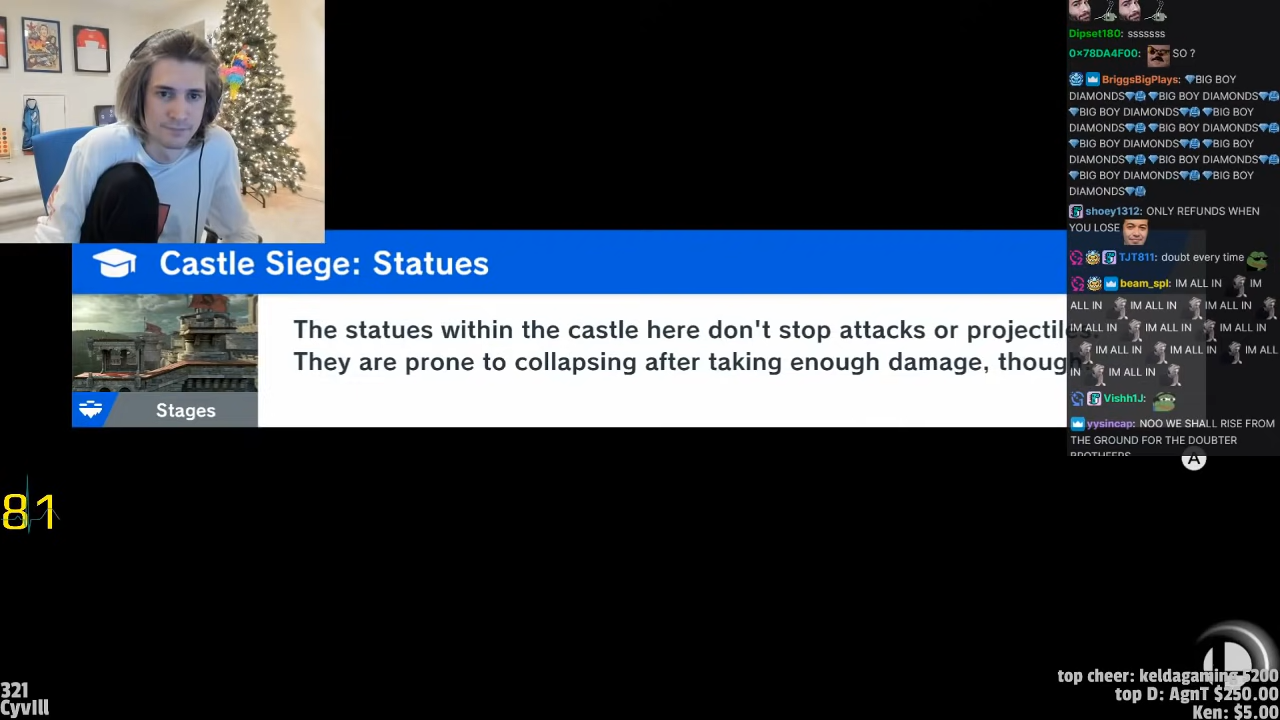 Castle Siege: Statues
The statues within the castle here don't stop attacks or projectiles.
They are prone to collapsing after taking enough damage, though.
Stages
81
321
Cyvlll
Dipset180: sssssss
0x78DA4F00: SO ?
BriggsBigPlays: BIG BOY
DIAMONDS BIG BOY DIAMONDS
BIG BOY DIAMONDS BIG BOY
DIAMONDS BIG BOY DIAMONDS
BIG BOY DIAMONDS BIG BOY
DIAMONDS BIG BOY DIAMONDS
BIG BOY DIAMONDS BIG BOY
DIAMONDS
shoey1312: ONLY REFUNDS WHEN
YOU LOSE
TJT811: doubt every time
beam_spl: IM ALL IN IM
ALL IN IM ALL IN IM ALL IN
IM ALL IN IM ALL IN IM ALL IN
IM ALL IN IM ALL IN IM ALL
IN IM ALL IN
Vishh1J:
yysincap: NOO WE SHALL RISE FROM
THE GROUND FOR THE DOUBTER
BROTHEERS
A
top cheer: keldagaming 5200
top D: AgnT $250.00
Ken: $5.00